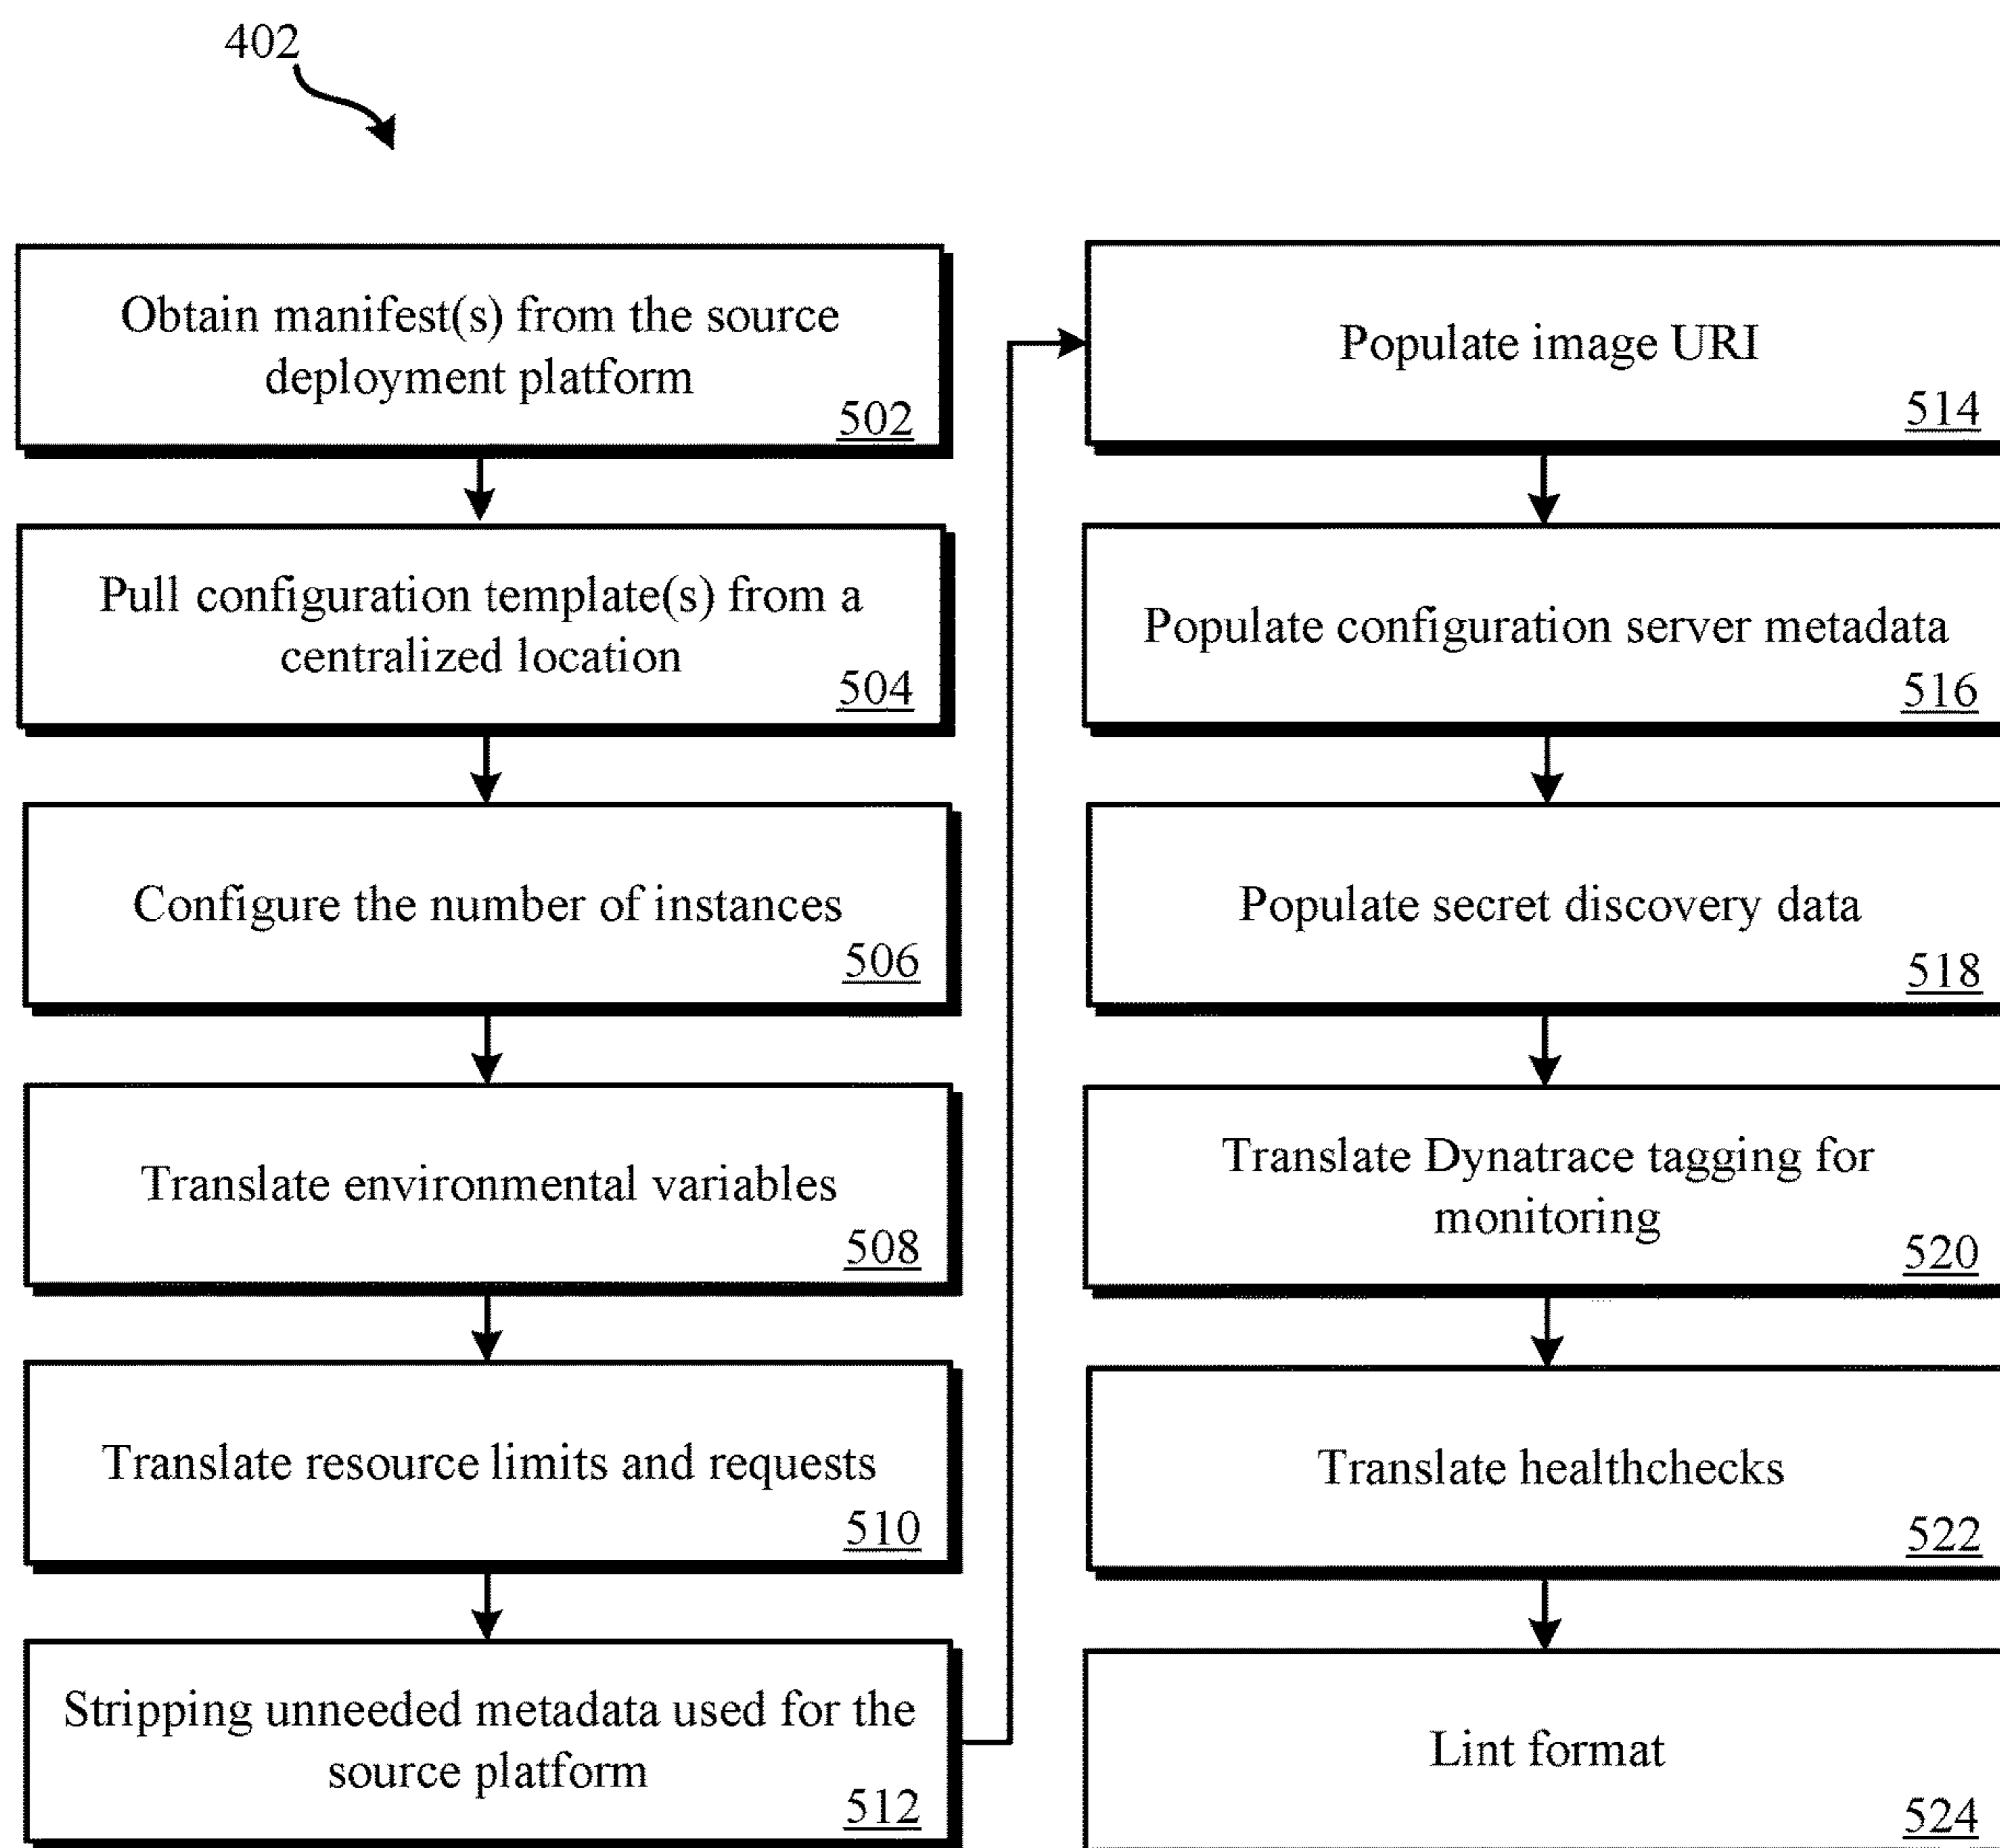 402
Obtain manifest(s) from the source
deployment platform
502
Pull configuration template(s) from a
centralized location
504
Configure the number of instances
506
Translate environmental variables
508
Translate resource limits and requests
510
Stripping unneeded metadata used for the
source platform
512
Populate image URI
514
Populate configuration server metadata
516
Populate secret discovery data
518
Translate Dynatrace tagging for
monitoring
520
Translate healthchecks
522
Lint format
524